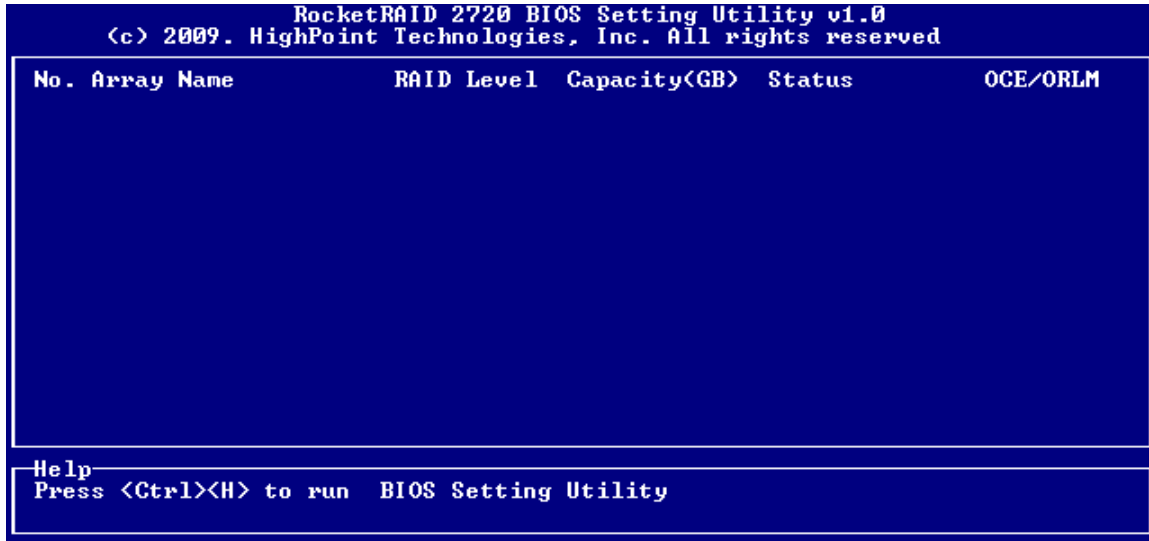 RocketRAID 2720 BIOS Setting Utility v1.0
(c) 2009. HighPoint Technologies, Inc. All rights reserved
No. Array Name RAID Level Capacity(GB) Status OCE/ORLM
Help
Press <Ctrl><H> to run BIOS Setting Utility